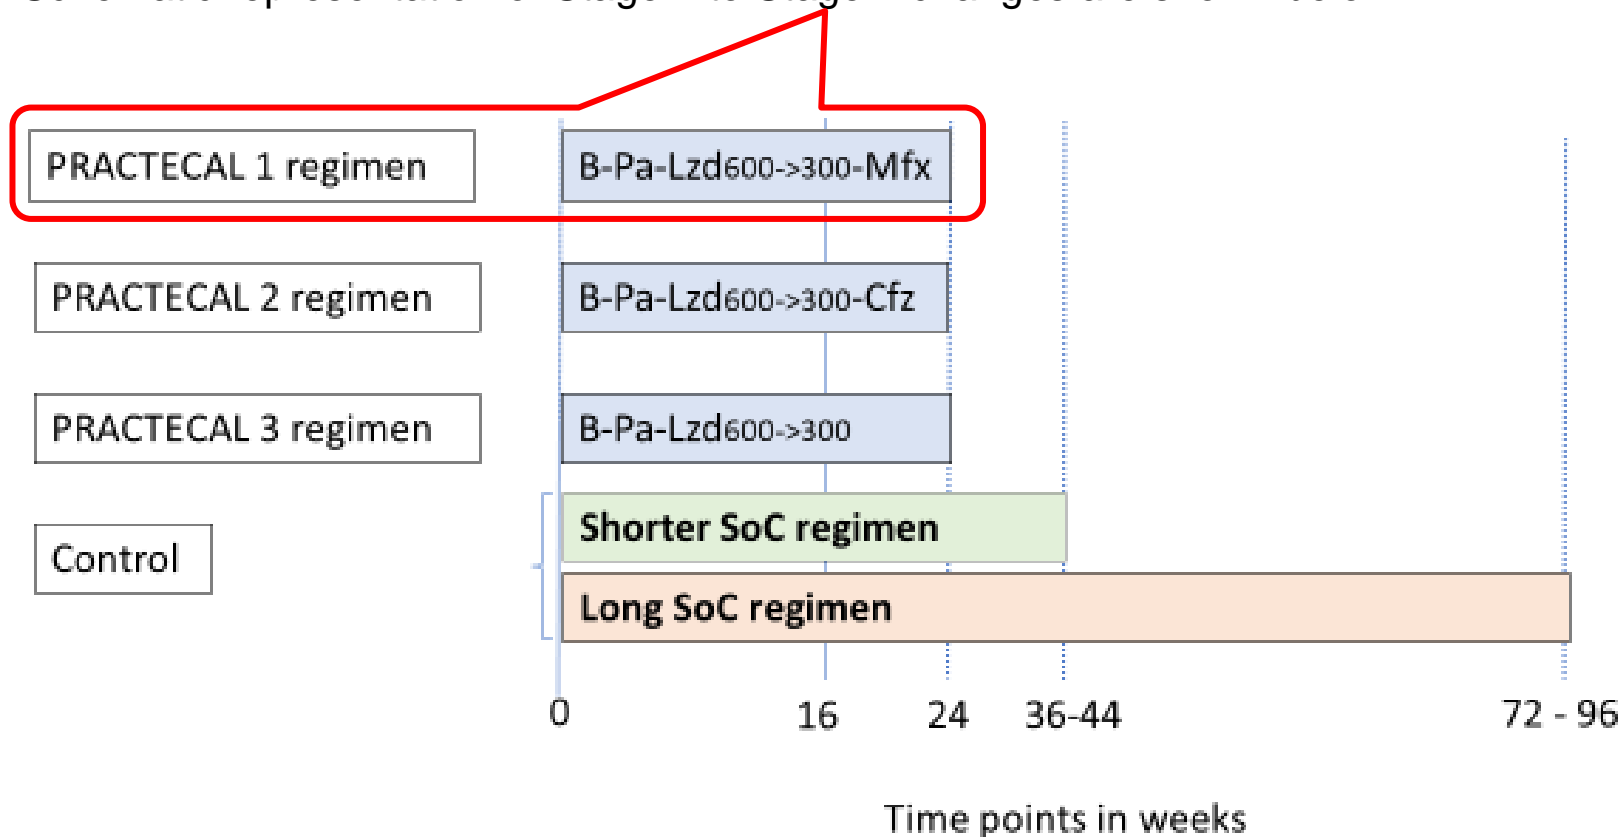 PRACTECAL 1 regimen B-Pa-Lzd600->300-Mfx
PRACTECAL 2 regimen B-Pa-Lzd600->300-Cfz
PRACTECAL 3 regimen B-Pa-Lzd600->300
Shorter SoC regimen
Control
Long SoC regimen
0 16 24 36-44 72 - 96
Time points in weeks